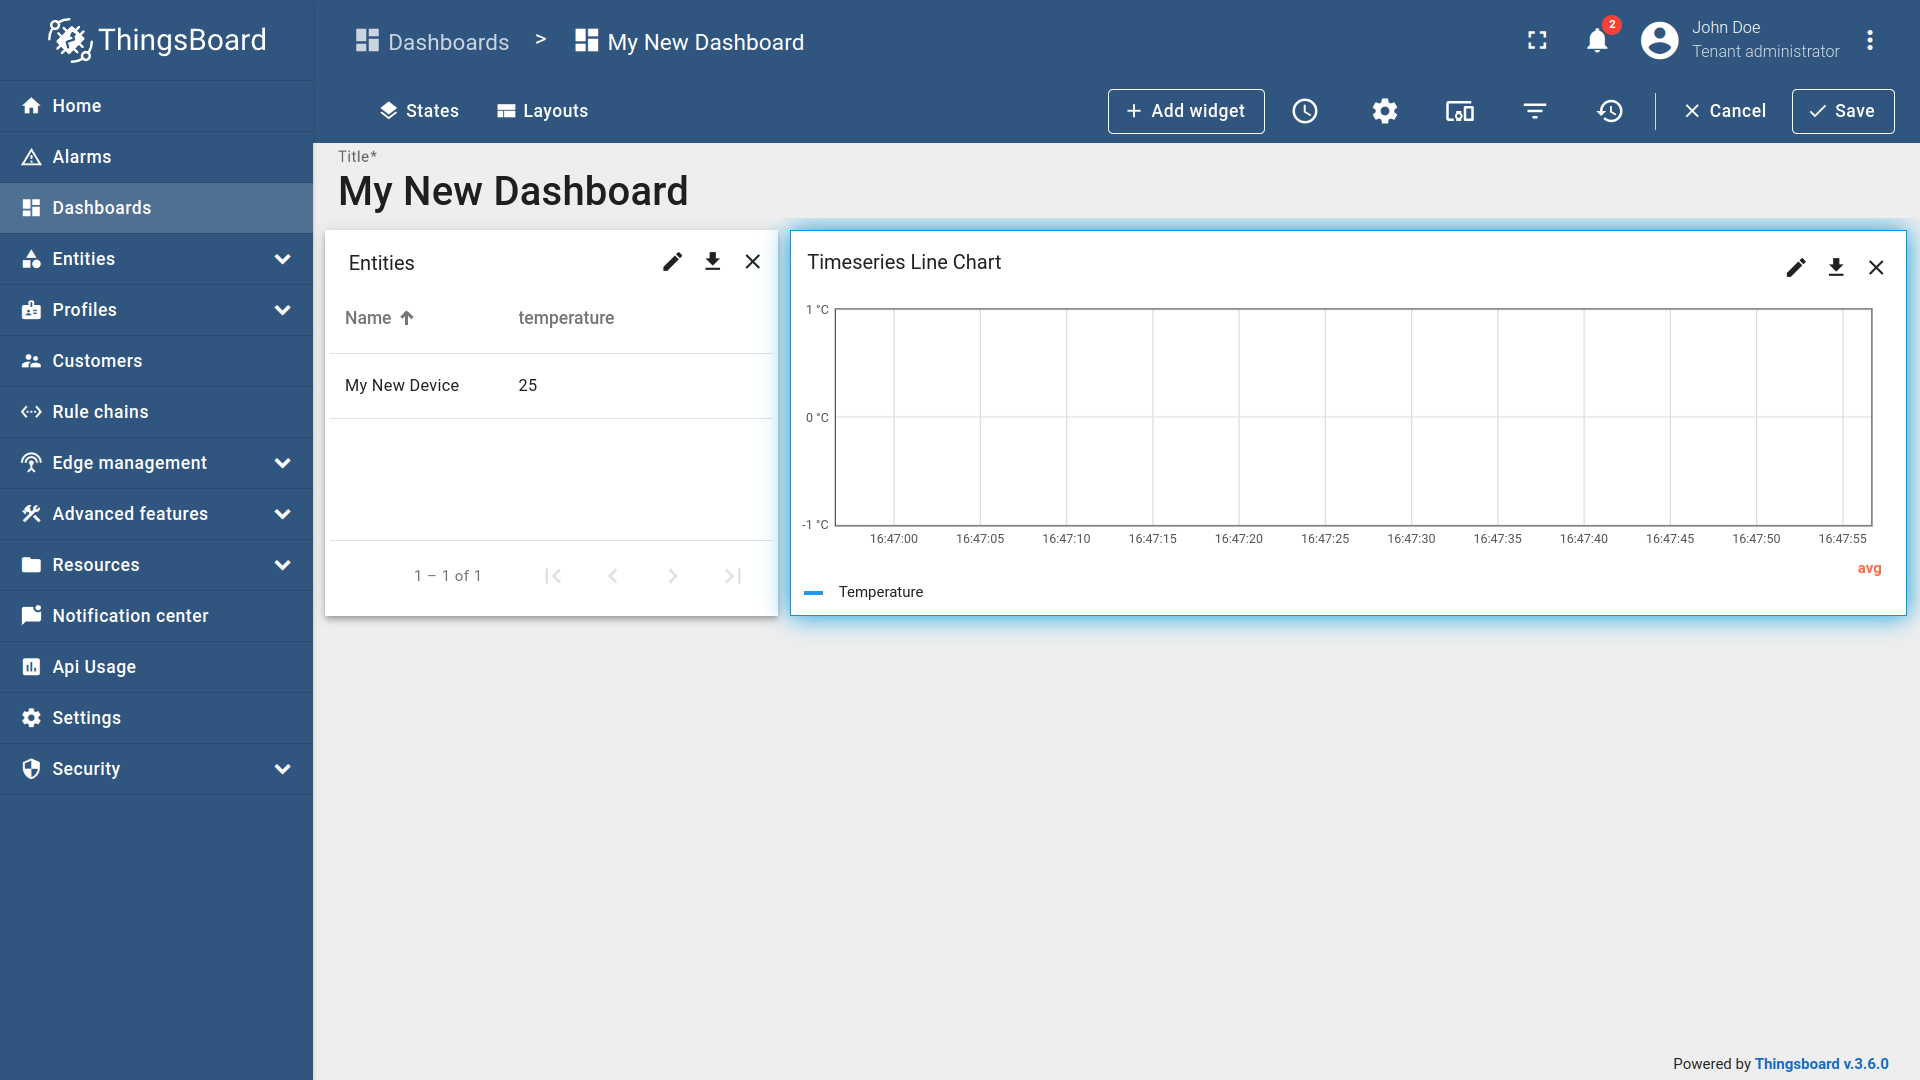 ThingsBoard
Dashboards > My New Dashboard
2
John Doe
Tenant administrator
States
Layouts
Add widget
Cancel
Save
Home
Alarms
Dashboards
Entities
Profiles
Customers
Rule chains
Edge management
Advanced features
Resources
Notification center
Api Usage
Settings
Security
Title*
My New Dashboard
Entities
Name temperature
My New Device 25
1 – 1 of 1
Timeseries Line Chart
1 °C
0 °C
-1 °C
16:47:00 16:47:05 16:47:10 16:47:15 16:47:20 16:47:25 16:47:30 16:47:35 16:47:40 16:47:45 16:47:50 16:47:55
avg
Temperature
Powered by Thingsboard v.3.6.0